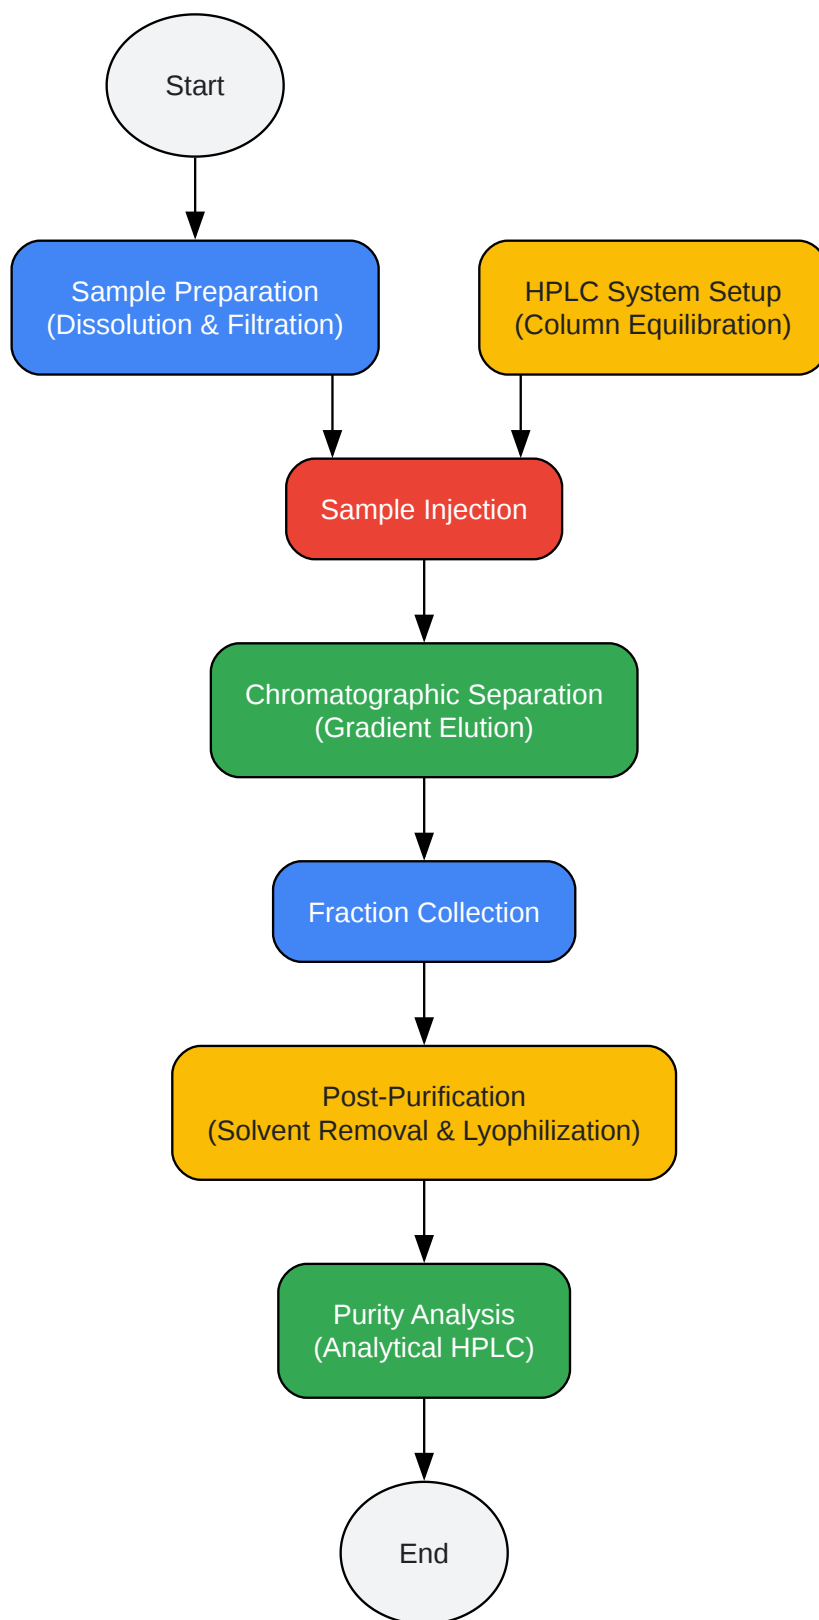 Start
Sample Preparation
(Dissolution & Filtration)
HPLC System Setup
(Column Equilibration)
Sample Injection
Chromatographic Separation
(Gradient Elution)
Fraction Collection
Post-Purification
(Solvent Removal & Lyophilization)
Purity Analysis
(Analytical HPLC)
End